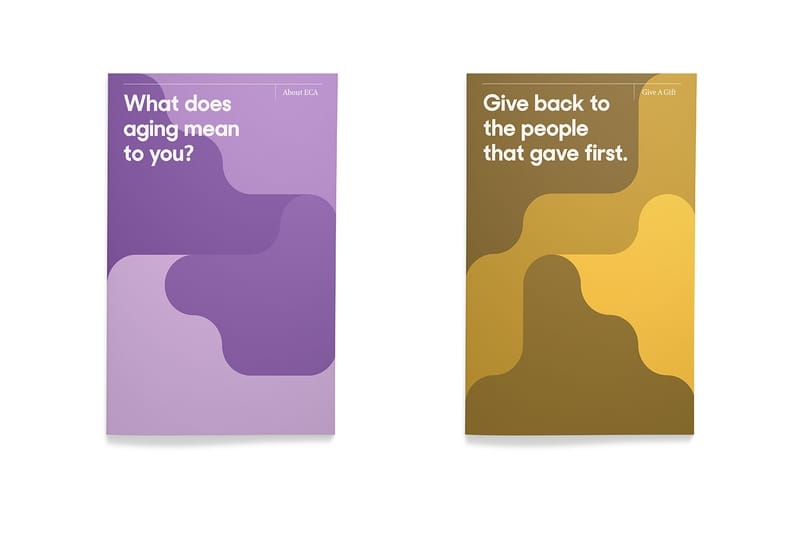 What does
aging mean
to you?
About ECA
Give back to
the people
that gave first.
Give A Gift